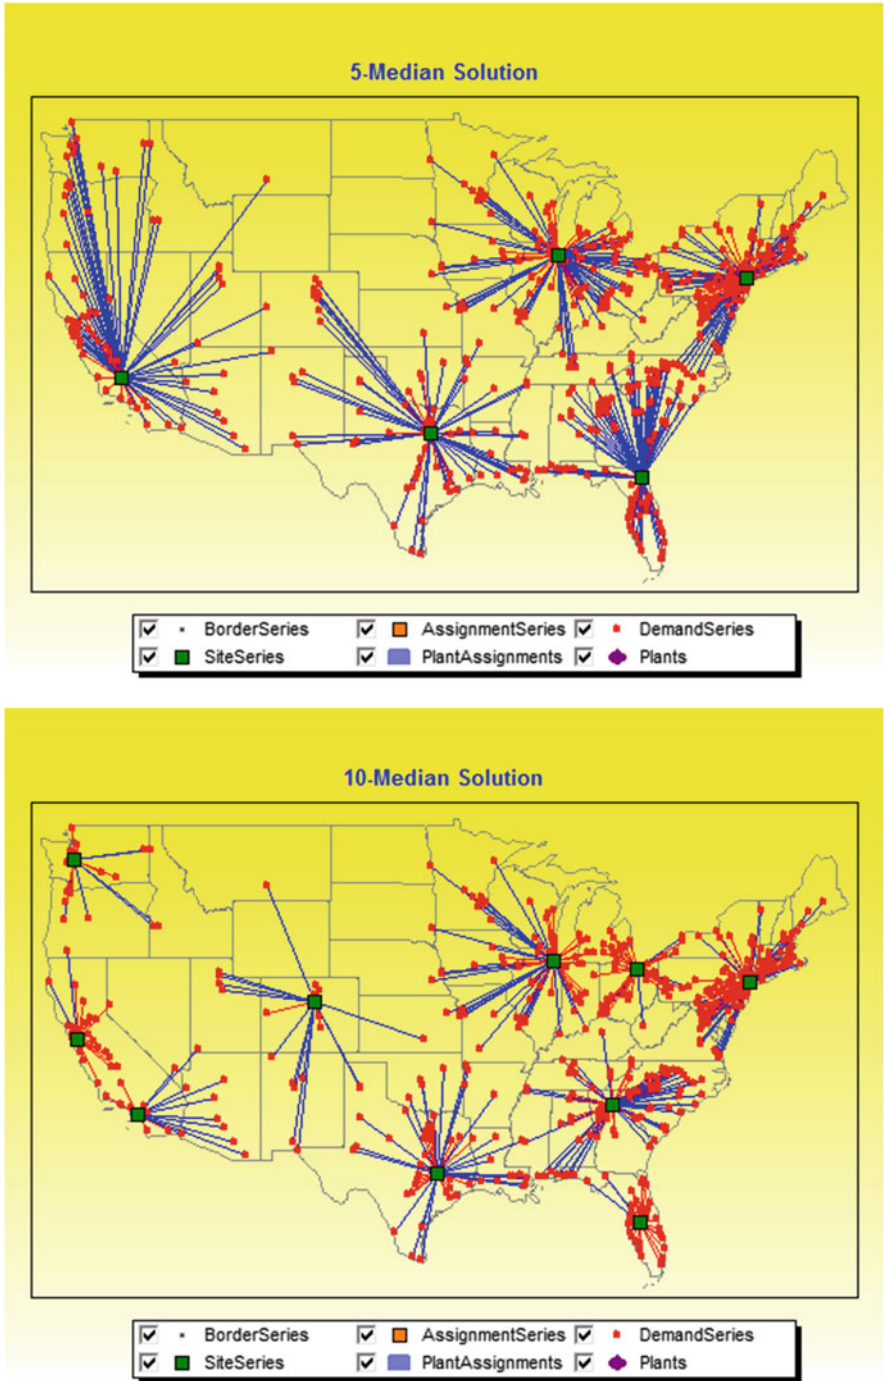 5-Median Solution
BorderSeries AssignmentSeries DemandSeries
SiteSeries PlantAssignments Plants
10-Median Solution
BorderSeries AssignmentSeries DemandSeries
SiteSeries PlantAssignments Plants